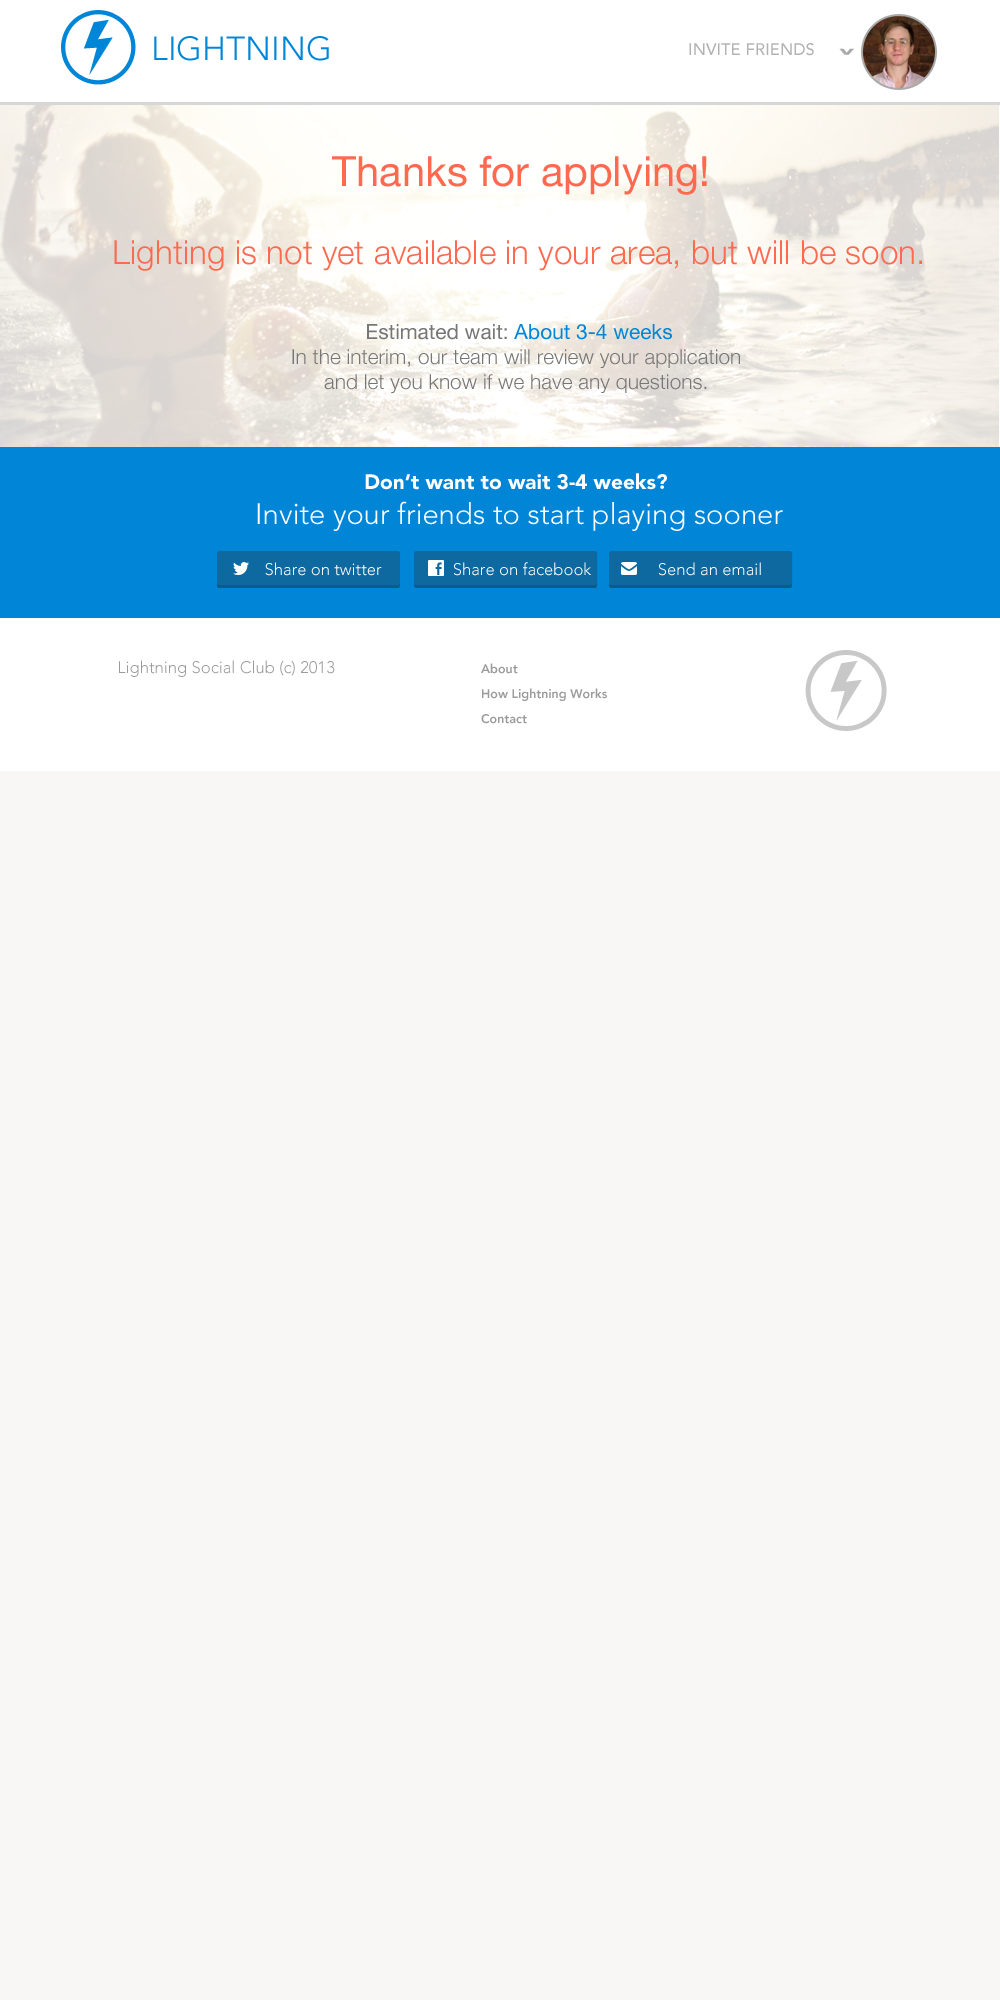 LIGHTNING
INVITE FRIENDS
Thanks for applying!
Lighting is not yet available in your area, but will be soon.
Estimated wait: About 3-4 weeks
In the interim, our team will review your application
and let you know if we have any questions.
Don’t want to wait 3-4 weeks?
Invite your friends to start playing sooner
Share on twitter
Share on facebook
Send an email
Lightning Social Club (c) 2013
About
How Lightning Works
Contact